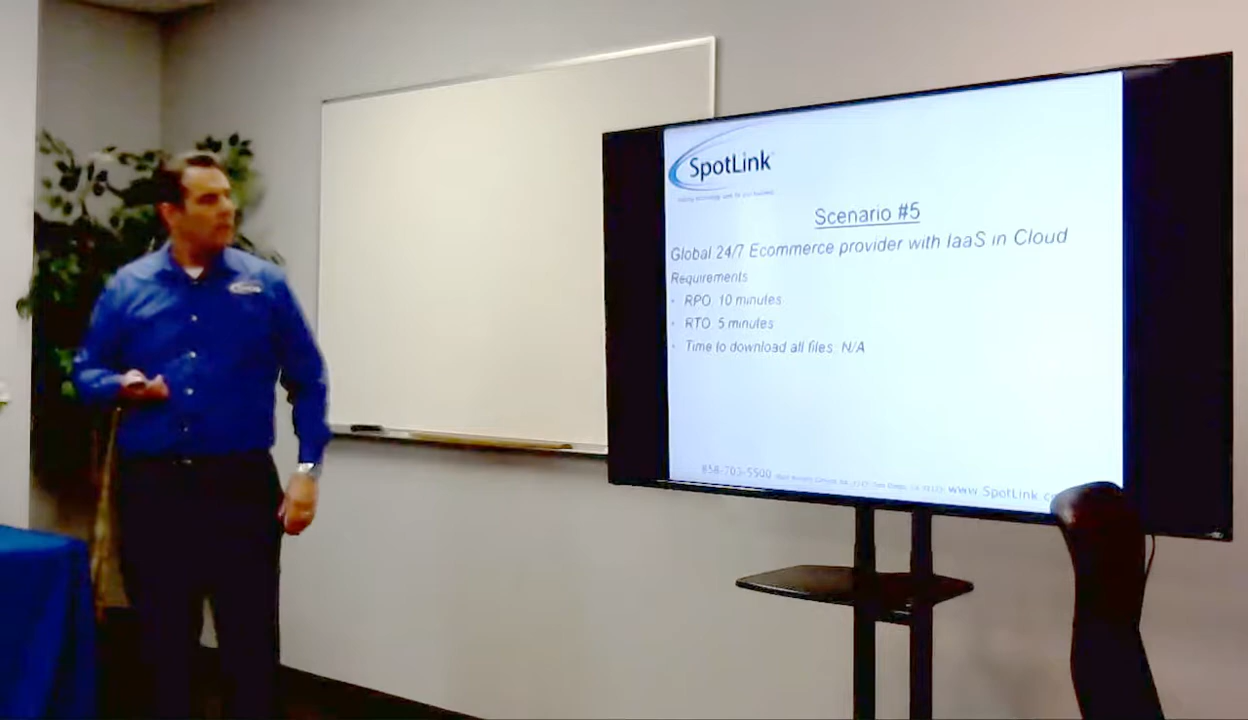 SpotLink
Scenario #5
Global 24/7 Ecommerce provider with IaaS in Cloud
Requirements
• RPO: 10 minutes
• RTO: 5 minutes
• Time to download all files: N/A
858-703-5500 www.SpotLink.c